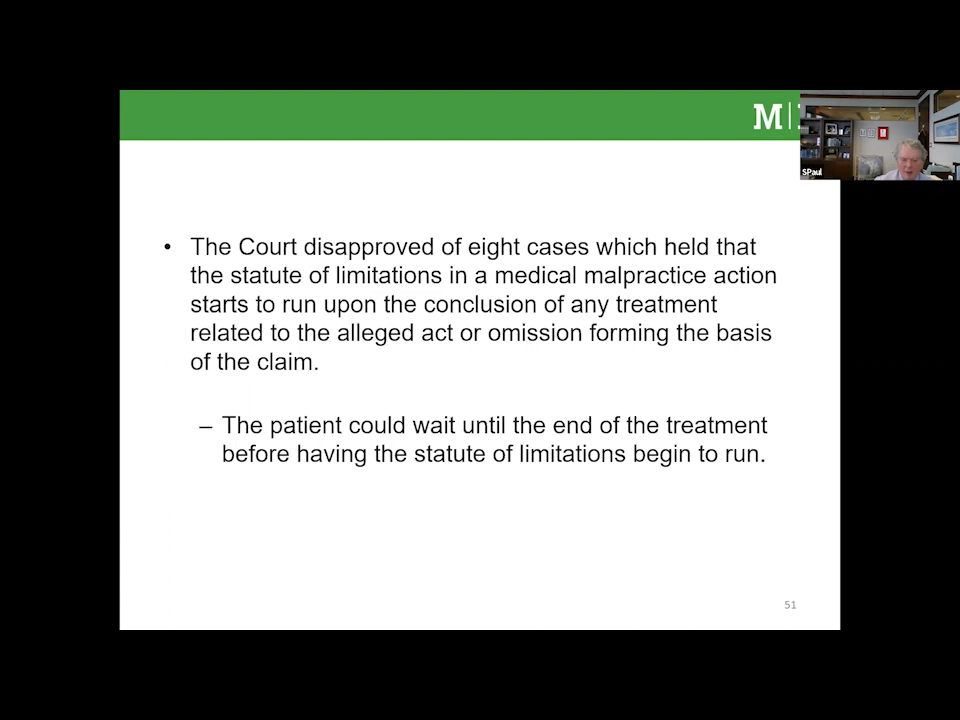 M|
SPaul
• The Court disapproved of eight cases which held that
the statute of limitations in a medical malpractice action
starts to run upon the conclusion of any treatment
related to the alleged act or omission forming the basis
of the claim.
– The patient could wait until the end of the treatment
before having the statute of limitations begin to run.
51